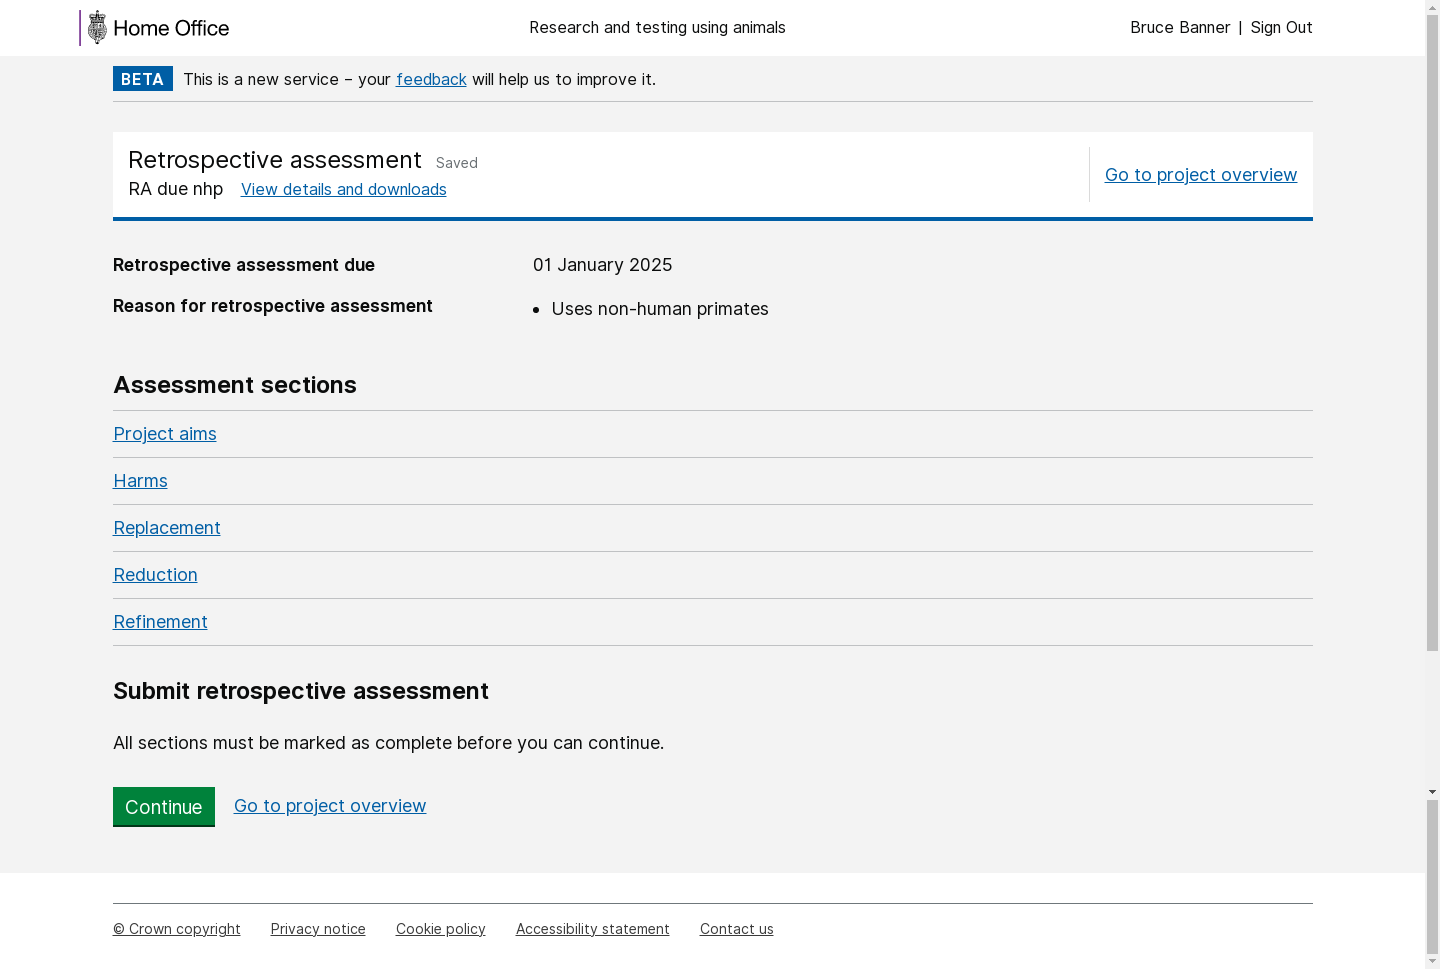 Home Office
Research and testing using animals
Bruce Banner | Sign Out
BETA This is a new service – your feedback will help us to improve it.
Retrospective assessment Saved
RA due nhp View details and downloads
Go to project overview
Retrospective assessment due 01 January 2025
Reason for retrospective assessment • Uses non-human primates
Assessment sections
Project aims
Harms
Replacement
Reduction
Refinement
Submit retrospective assessment
All sections must be marked as complete before you can continue.
Continue Go to project overview
© Crown copyright Privacy notice Cookie policy Accessibility statement Contact us